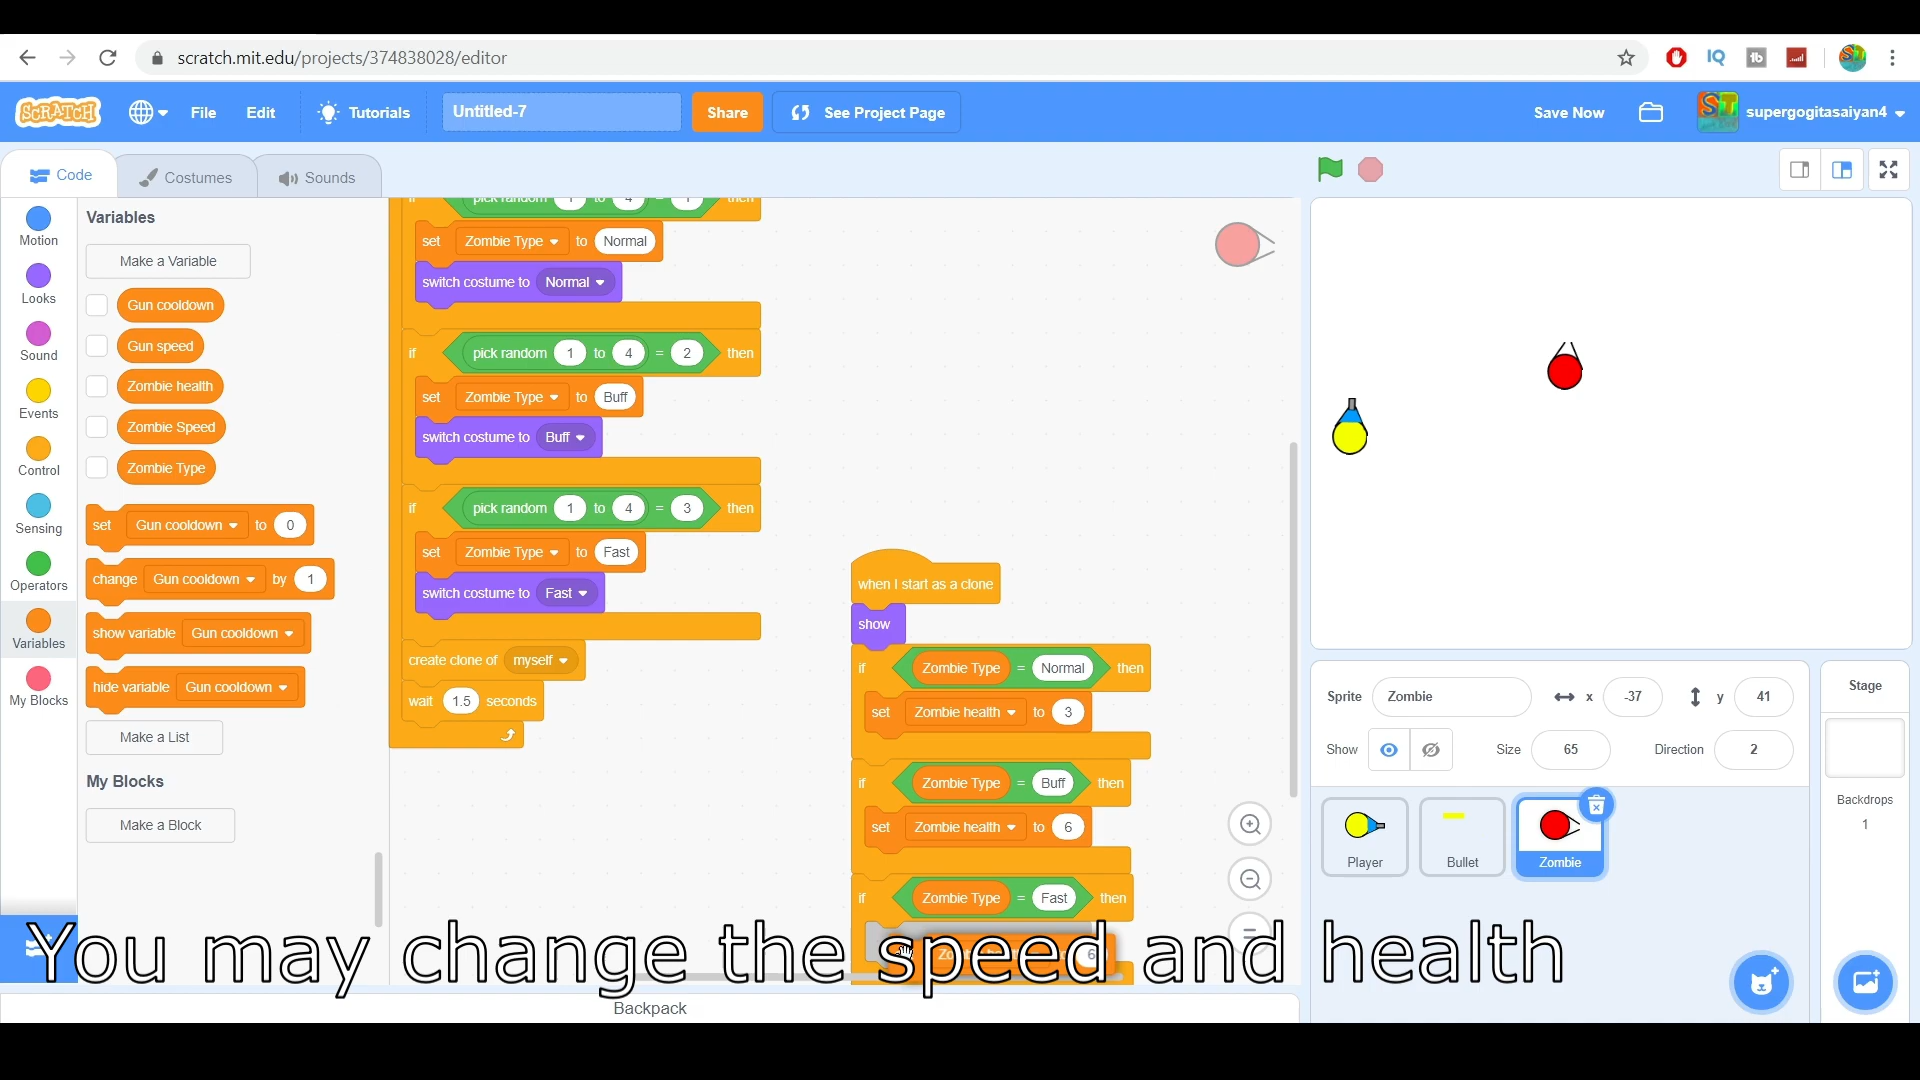 scratch.mit.edu/projects/374838028/editor
SCRATCH
File
Edit
Tutorials
Untitled-7
Share
See Project Page
Save Now
supergogitasaiyan4
Code
Costumes
Sounds
Motion
Looks
Sound
Events
Control
Sensing
Operators
Variables
My Blocks
Variables
Make a Variable
Gun cooldown
Gun speed
Zombie health
Zombie Speed
Zombie Type
set Gun cooldown to 0
change Gun cooldown by 1
show variable Gun cooldown
hide variable Gun cooldown
Make a List
My Blocks
Make a Block
if pick random 1 to 4 = 1 then
set Zombie Type to Normal
switch costume to Normal
if pick random 1 to 4 = 2 then
set Zombie Type to Buff
switch costume to Buff
if pick random 1 to 4 = 3 then
set Zombie Type to Fast
switch costume to Fast
create clone of myself
wait 1.5 seconds
when I start as a clone
show
if Zombie Type = Normal then
set Zombie health to 3
if Zombie Type = Buff then
set Zombie health to 6
if Zombie Type = Fast then
You may change the speed and health
Backpack
Sprite Zombie x -37 y 41
Show Size 65 Direction 2
Player
Bullet
Zombie
Stage
Backdrops
1